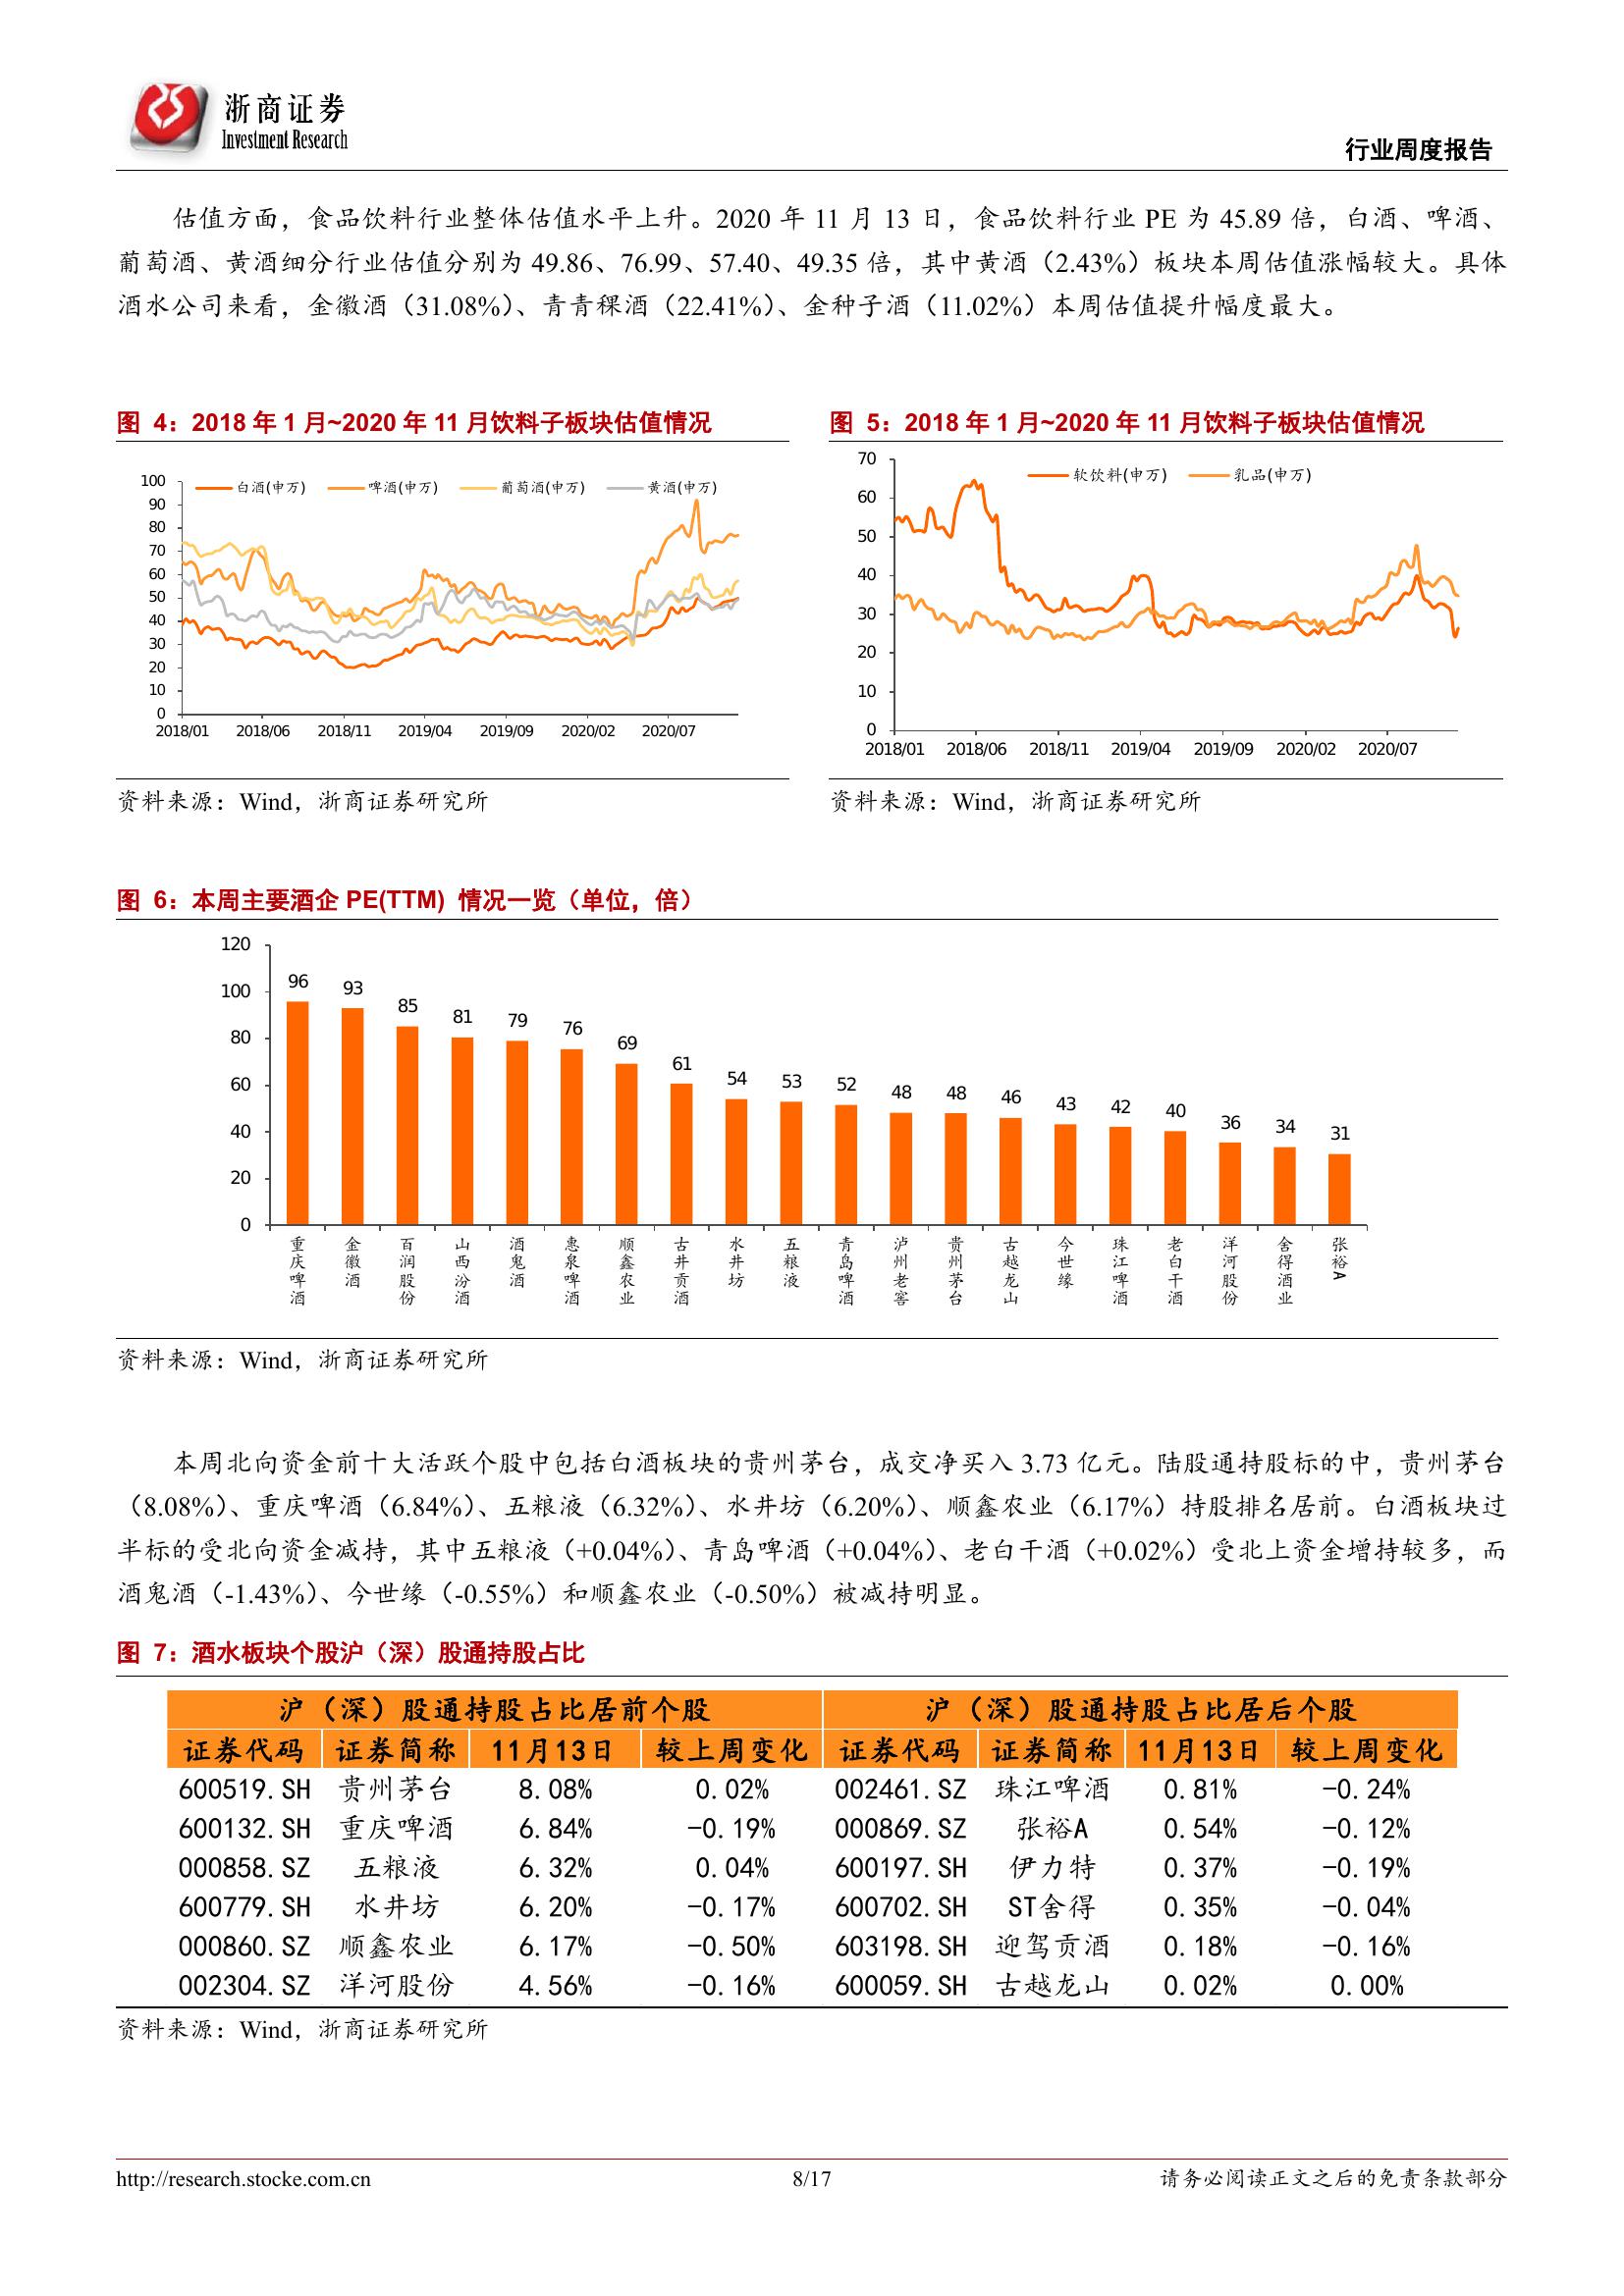 浙商证券
Investment Research
行业周度报告
估值方面，食品饮料行业整体估值水平上升。2020 年 11 月 13 日，食品饮料行业 PE 为 45.89 倍，白酒、啤酒、
葡萄酒、黄酒细分行业估值分别为 49.86、76.99、57.40、49.35 倍，其中黄酒（2.43%）板块本周估值涨幅较大。具体
酒水公司来看，金徽酒（31.08%）、青青稞酒（22.41%）、金种子酒（11.02%）本周估值提升幅度最大。
图 4：2018 年 1 月~2020 年 11 月饮料子板块估值情况
白酒(申万) 啤酒(申万) 葡萄酒(申万) 黄酒(申万)
100
90
80
70
60
50
40
30
20
10
0
2018/01 2018/06 2018/11 2019/04 2019/09 2020/02 2020/07
资料来源：Wind，浙商证券研究所
图 5：2018 年 1 月~2020 年 11 月饮料子板块估值情况
软饮料(申万) 乳品(申万)
70
60
50
40
30
20
10
0
2018/01 2018/06 2018/11 2019/04 2019/09 2020/02 2020/07
资料来源：Wind，浙商证券研究所
图 6：本周主要酒企 PE(TTM) 情况一览（单位，倍）
120
100
80
60
40
20
0
96 93 85 81 79 76 69 61 54 53 52 48 48 46 43 42 40 36 34 31
重庆啤酒 金徽酒 百润股份 山西汾酒 酒鬼酒 惠泉啤酒 顺鑫农业 古井贡酒 水井坊 五粮液 青岛啤酒 泸州老窖 贵州茅台 古越龙山 今世缘 珠江啤酒 老白干酒 洋河股份 舍得酒业 张裕A
资料来源：Wind，浙商证券研究所
本周北向资金前十大活跃个股中包括白酒板块的贵州茅台，成交净买入 3.73 亿元。陆股通持股标的中，贵州茅台
（8.08%）、重庆啤酒（6.84%）、五粮液（6.32%）、水井坊（6.20%）、顺鑫农业（6.17%）持股排名居前。白酒板块过
半标的受北向资金减持，其中五粮液（+0.04%）、青岛啤酒（+0.04%）、老白干酒（+0.02%）受北上资金增持较多，而
酒鬼酒（-1.43%）、今世缘（-0.55%）和顺鑫农业（-0.50%）被减持明显。
图 7：酒水板块个股沪（深）股通持股占比
沪（深）股通持股占比居前个股 沪（深）股通持股占比居后个股
证券代码 证券简称 11月13日 较上周变化 证券代码 证券简称 11月13日 较上周变化
600519.SH 贵州茅台 8.08% 0.02% 002461.SZ 珠江啤酒 0.81% -0.24%
600132.SH 重庆啤酒 6.84% -0.19% 000869.SZ 张裕A 0.54% -0.12%
000858.SZ 五粮液 6.32% 0.04% 600197.SH 伊力特 0.37% -0.19%
600779.SH 水井坊 6.20% -0.17% 600702.SH ST舍得 0.35% -0.04%
000860.SZ 顺鑫农业 6.17% -0.50% 603198.SH 迎驾贡酒 0.18% -0.16%
002304.SZ 洋河股份 4.56% -0.16% 600059.SH 古越龙山 0.02% 0.00%
资料来源：Wind，浙商证券研究所
http://research.stocke.com.cn 8/17 请务必阅读正文之后的免责条款部分